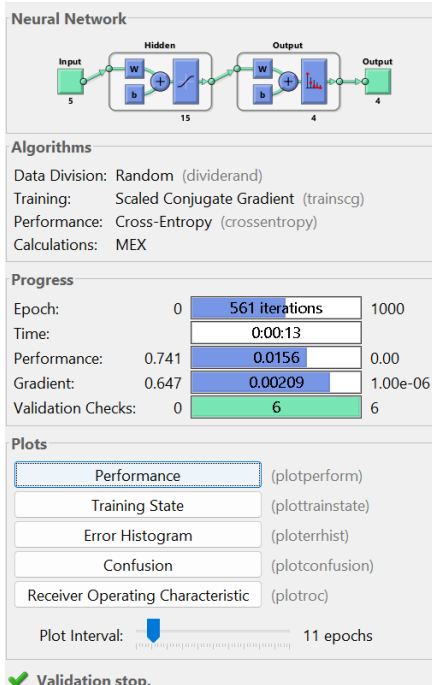 Neural Network
Hidden
Output
Input
Output
W
W
+
+
b
b
5
4
15
4
Algorithms
Data Division: Random (dividerand)
Training: Scaled Conjugate Gradient (trainscg)
Performance: Cross-Entropy (crossentropy)
Calculations: MEX
Progress
Epoch: 0 561 iterations 1000
Time: 0:00:13
Performance: 0.741 0.0156 0.00
Gradient: 0.647 0.00209 1.00e-06
Validation Checks: 0 6 6
Plots
Performance (plotperform)
Training State (plottrainstate)
Error Histogram (ploterrhist)
Confusion (plotconfusion)
Receiver Operating Characteristic (plotroc)
Plot Interval: 11 epochs
Validation stop.